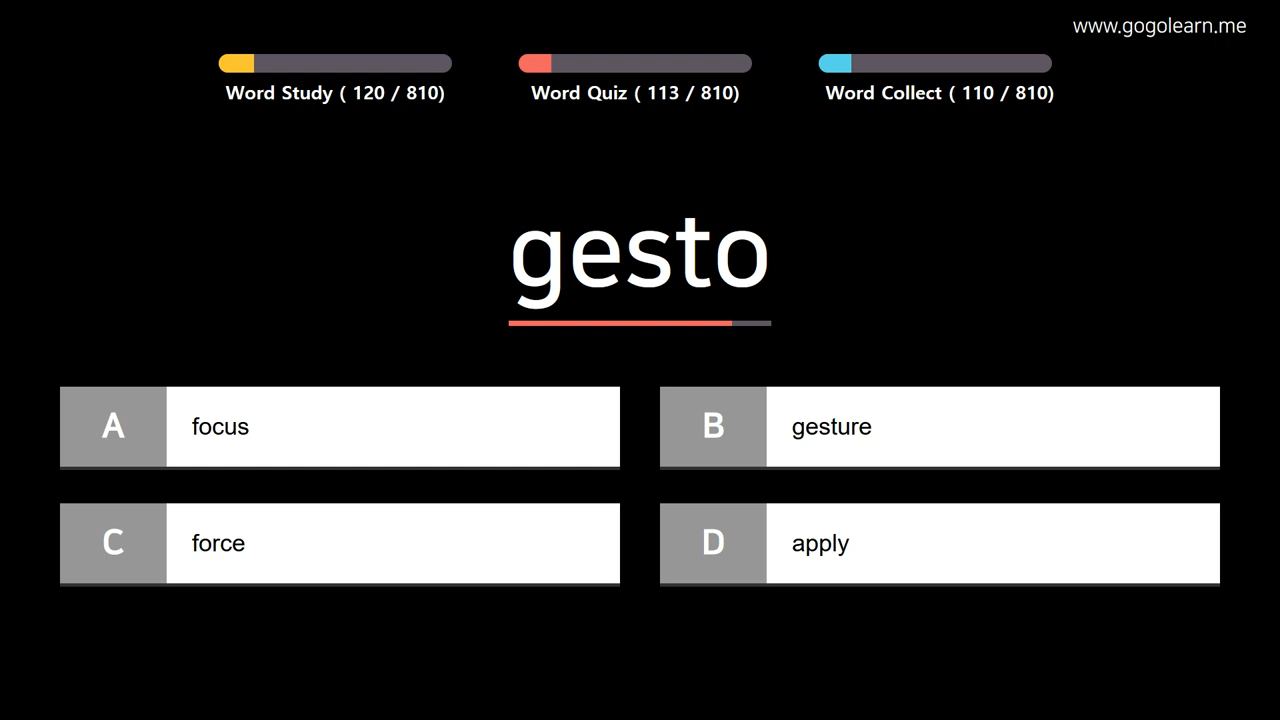 www.gogolearn.me
Word Study ( 120 / 810)
Word Quiz ( 113 / 810)
Word Collect ( 110 / 810)
gesto
A focus
B gesture
C force
D apply